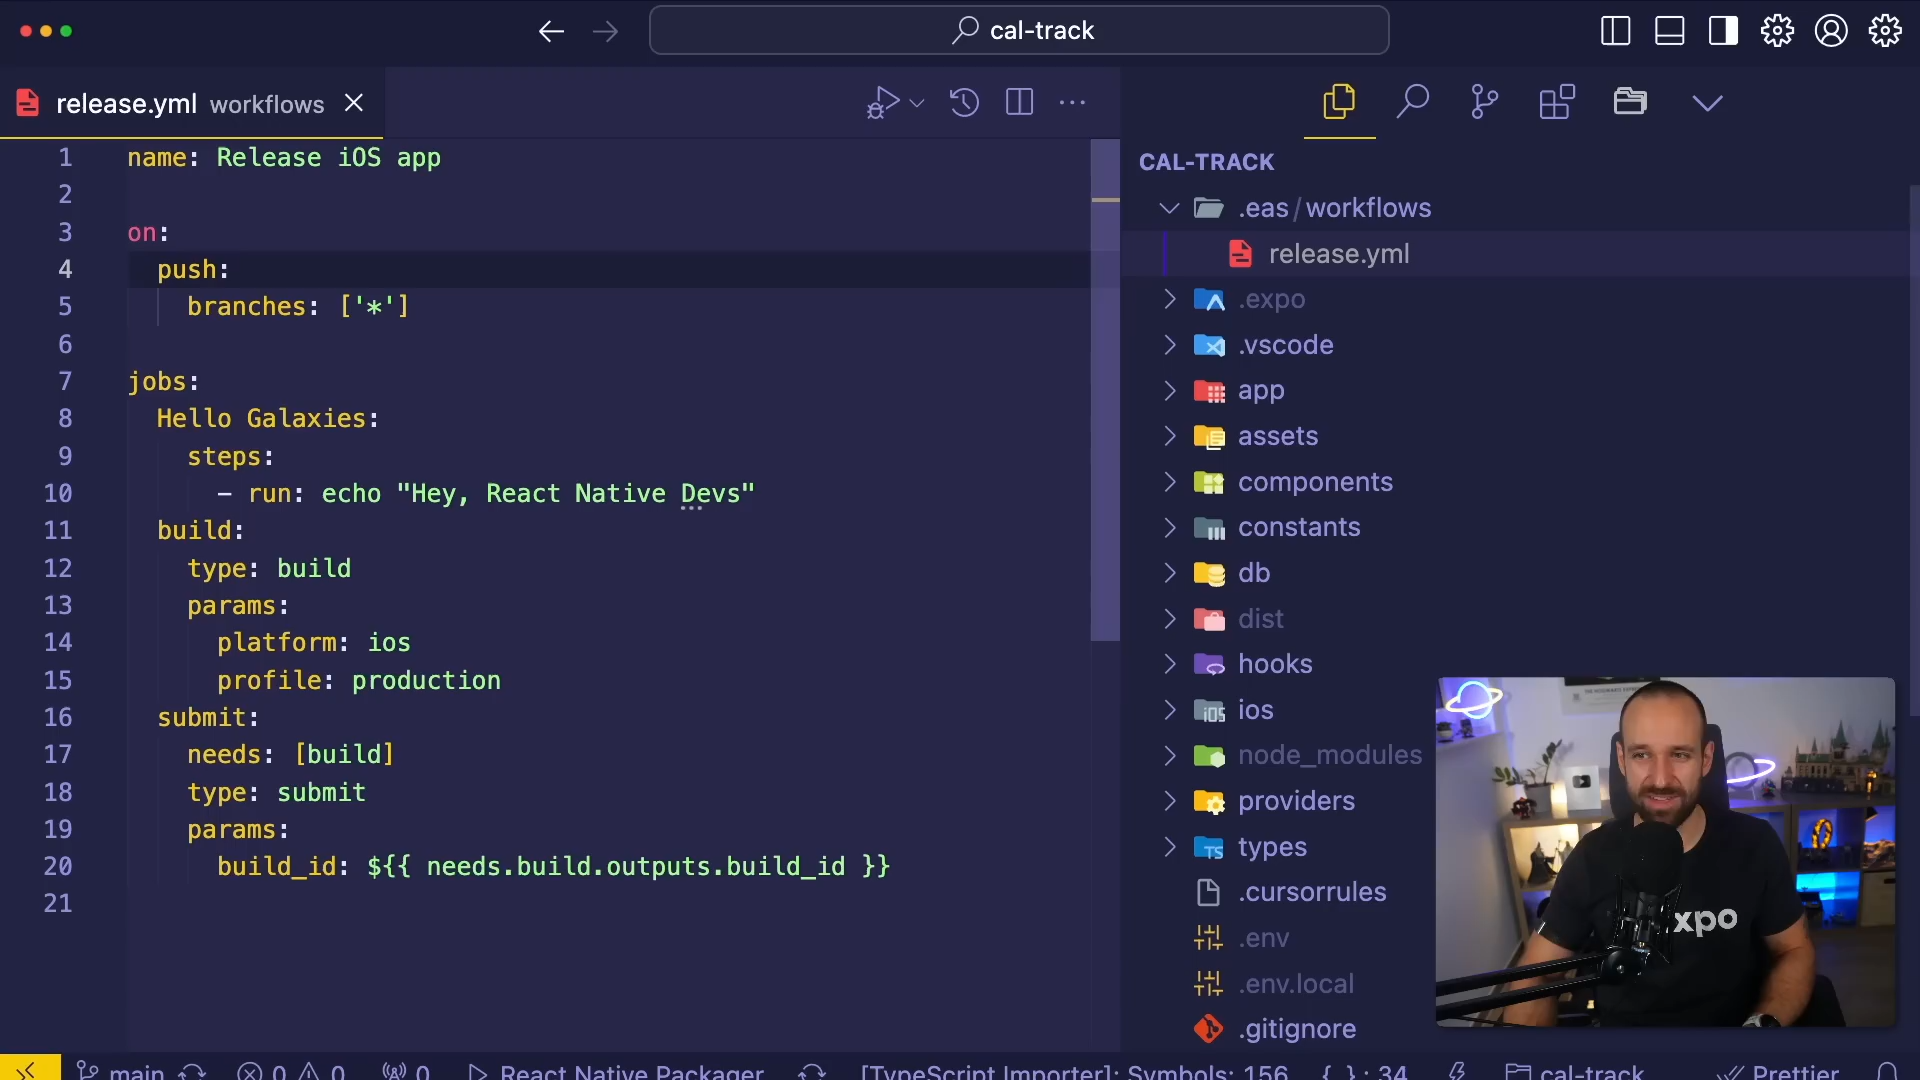 cal-track
release.yml workflows
1 name: Release iOS app
2
3 on:
4 push:
5 branches: ['*']
6
7 jobs:
8 Hello Galaxies:
9 steps:
10 - run: echo "Hey, React Native Devs"
11 build:
12 type: build
13 params:
14 platform: ios
15 profile: production
16 submit:
17 needs: [build]
18 type: submit
19 params:
20 build_id: ${{ needs.build.outputs.build_id }}
21
CAL-TRACK
.eas/workflows
release.yml
.expo
.vscode
app
assets
components
constants
db
dist
hooks
ios
node_modules
providers
types
.cursorrules
.env
.env.local
.gitignore
xpo
main 0 0 0 React Native Packager [TypeScript Importer]: Symbols: 156 { } : 34 cal-track Prettier